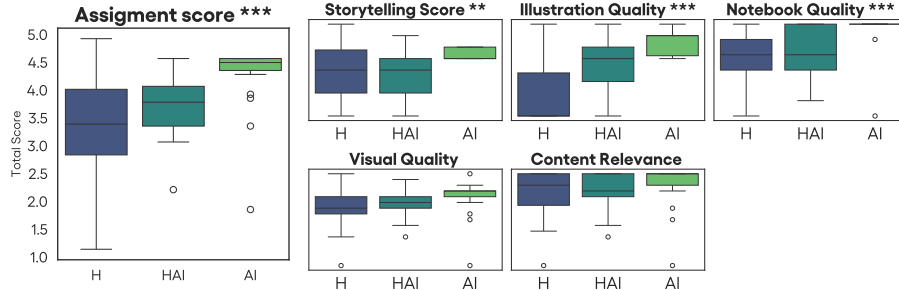 Assigment score ***
Total Score
5.0
4.5
4.0
3.5
3.0
2.5
2.0
1.5
1.0
H HAI AI
Storytelling Score **
H HAI AI
Illustration Quality ***
H HAI AI
Notebook Quality ***
H HAI AI
Visual Quality
H HAI AI
Content Relevance
H HAI AI